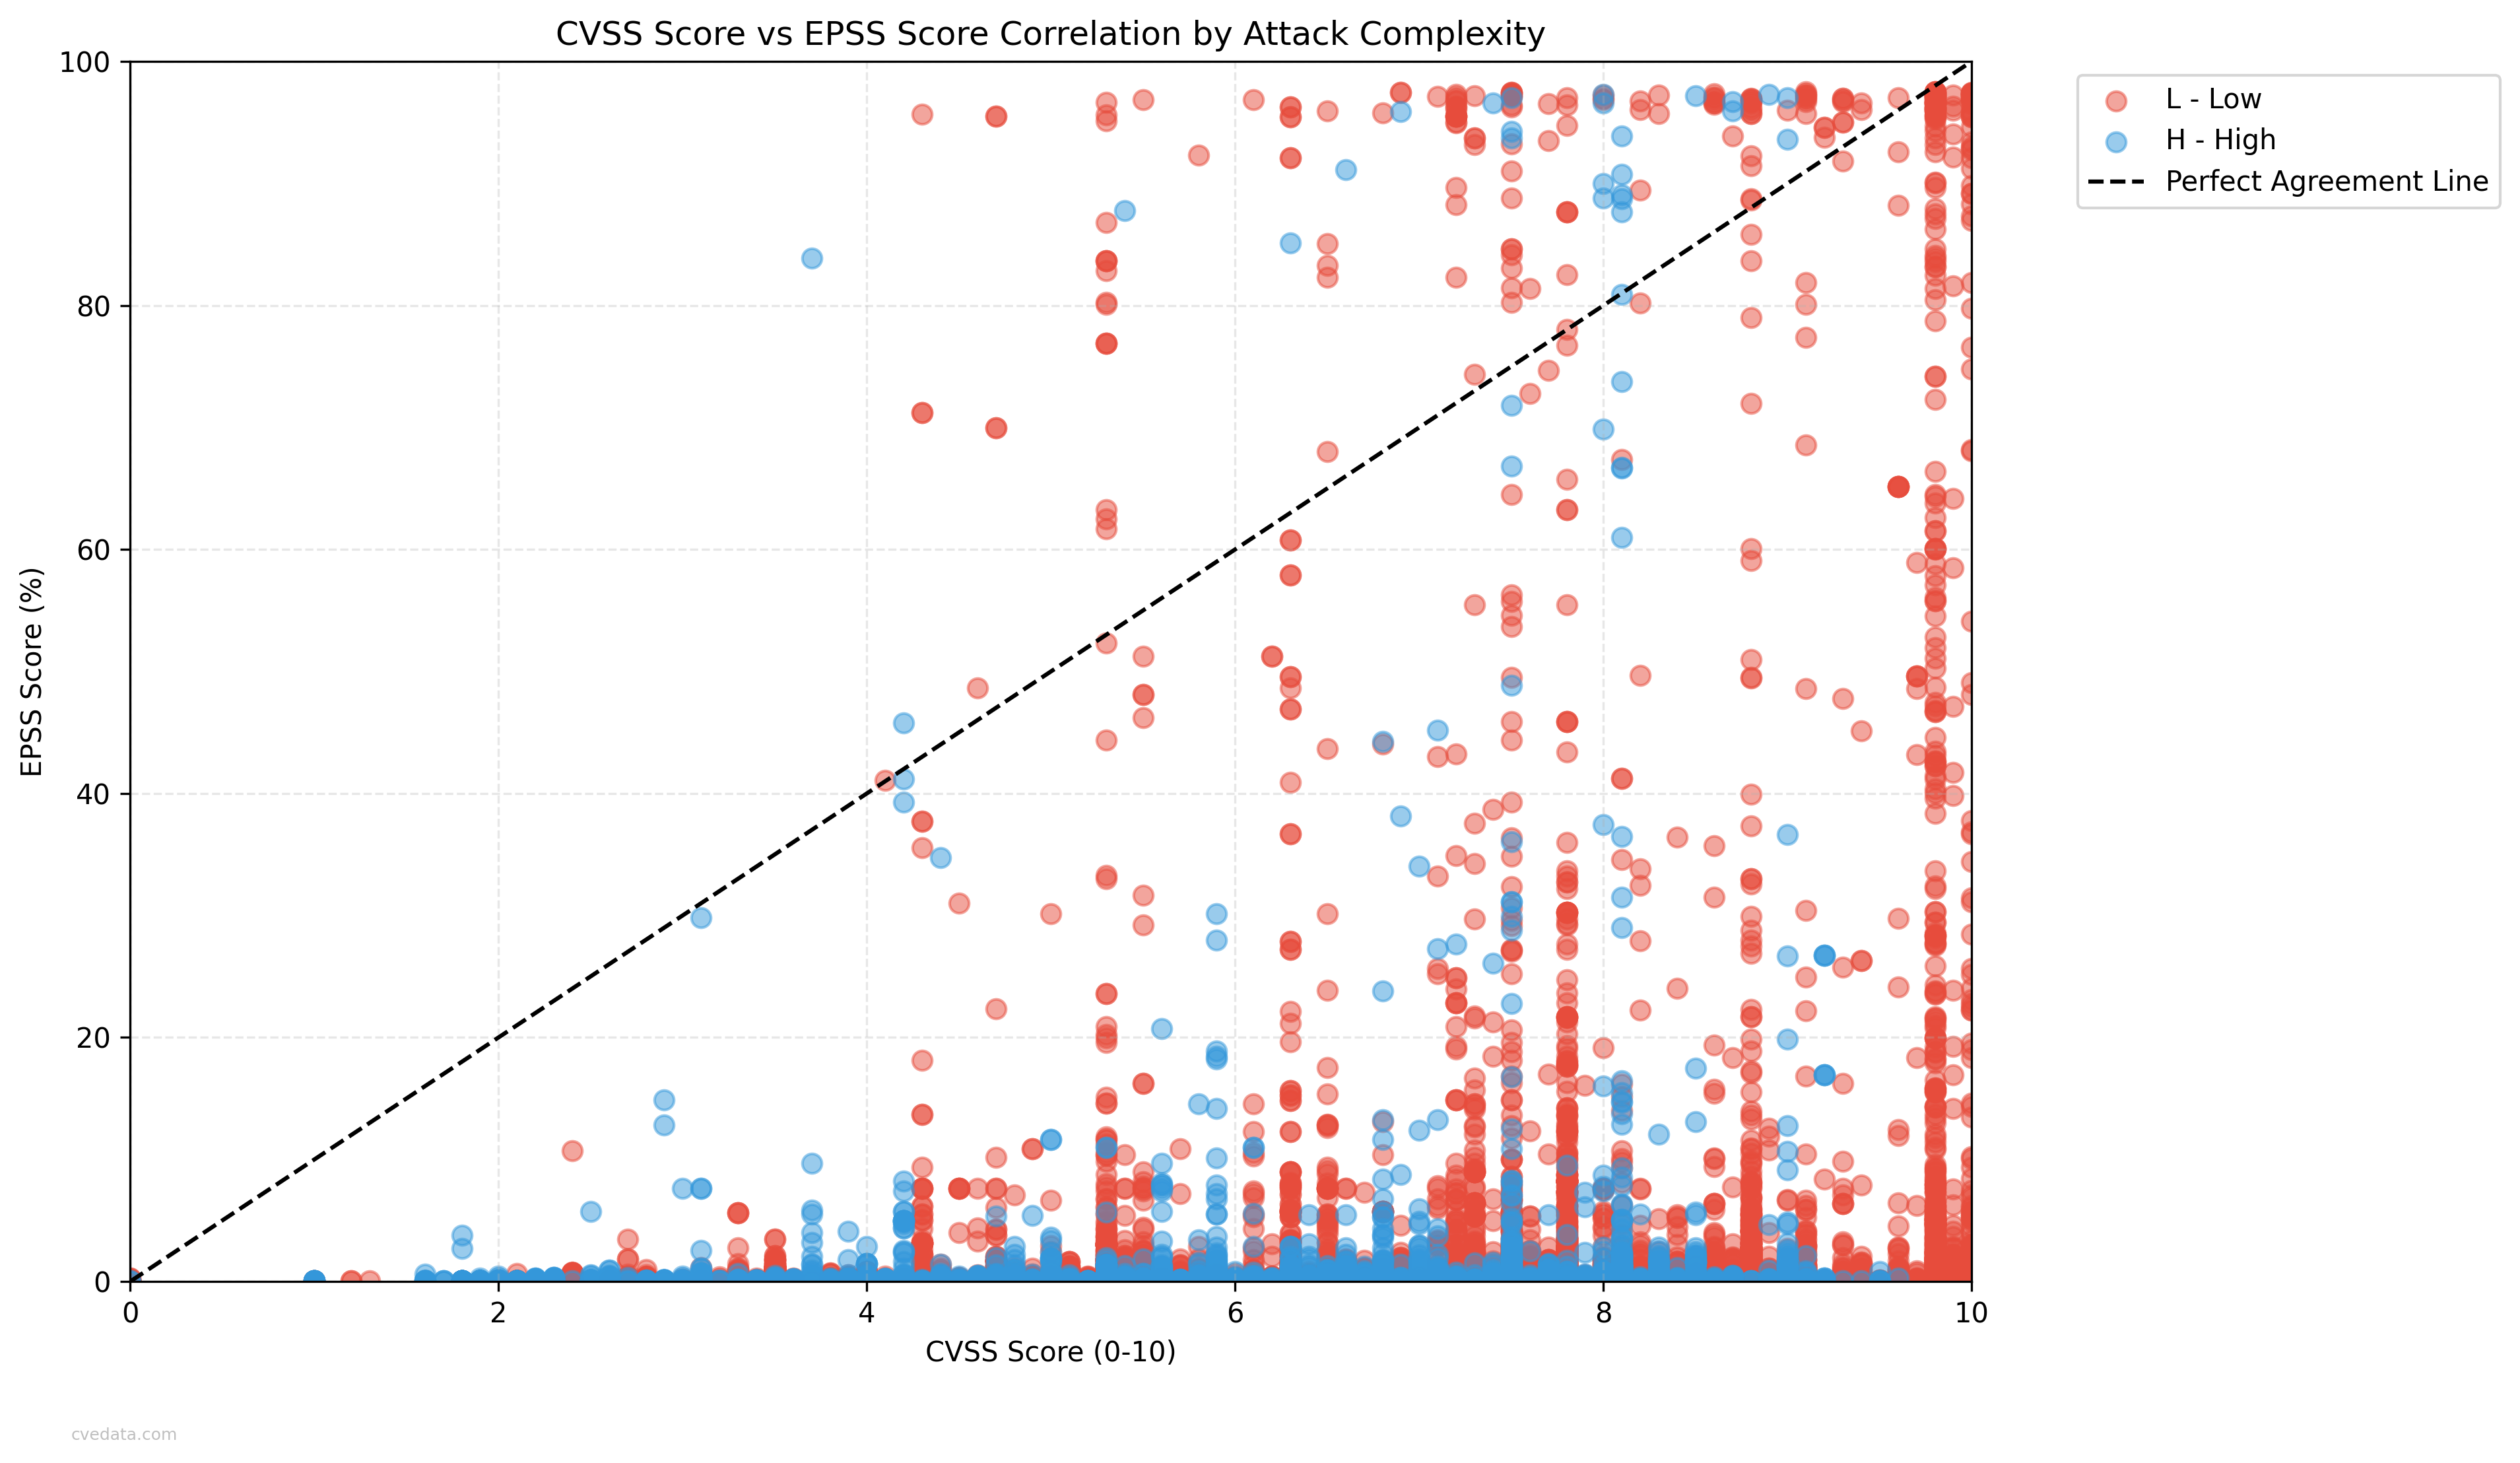 CVSS Score vs EPSS Score Correlation by Attack Complexity
100
80
60
40
20
0
EPSS Score (%)
0
2
4
6
8
10
CVSS Score (0-10)
L - Low
H - High
Perfect Agreement Line
cvedata.com